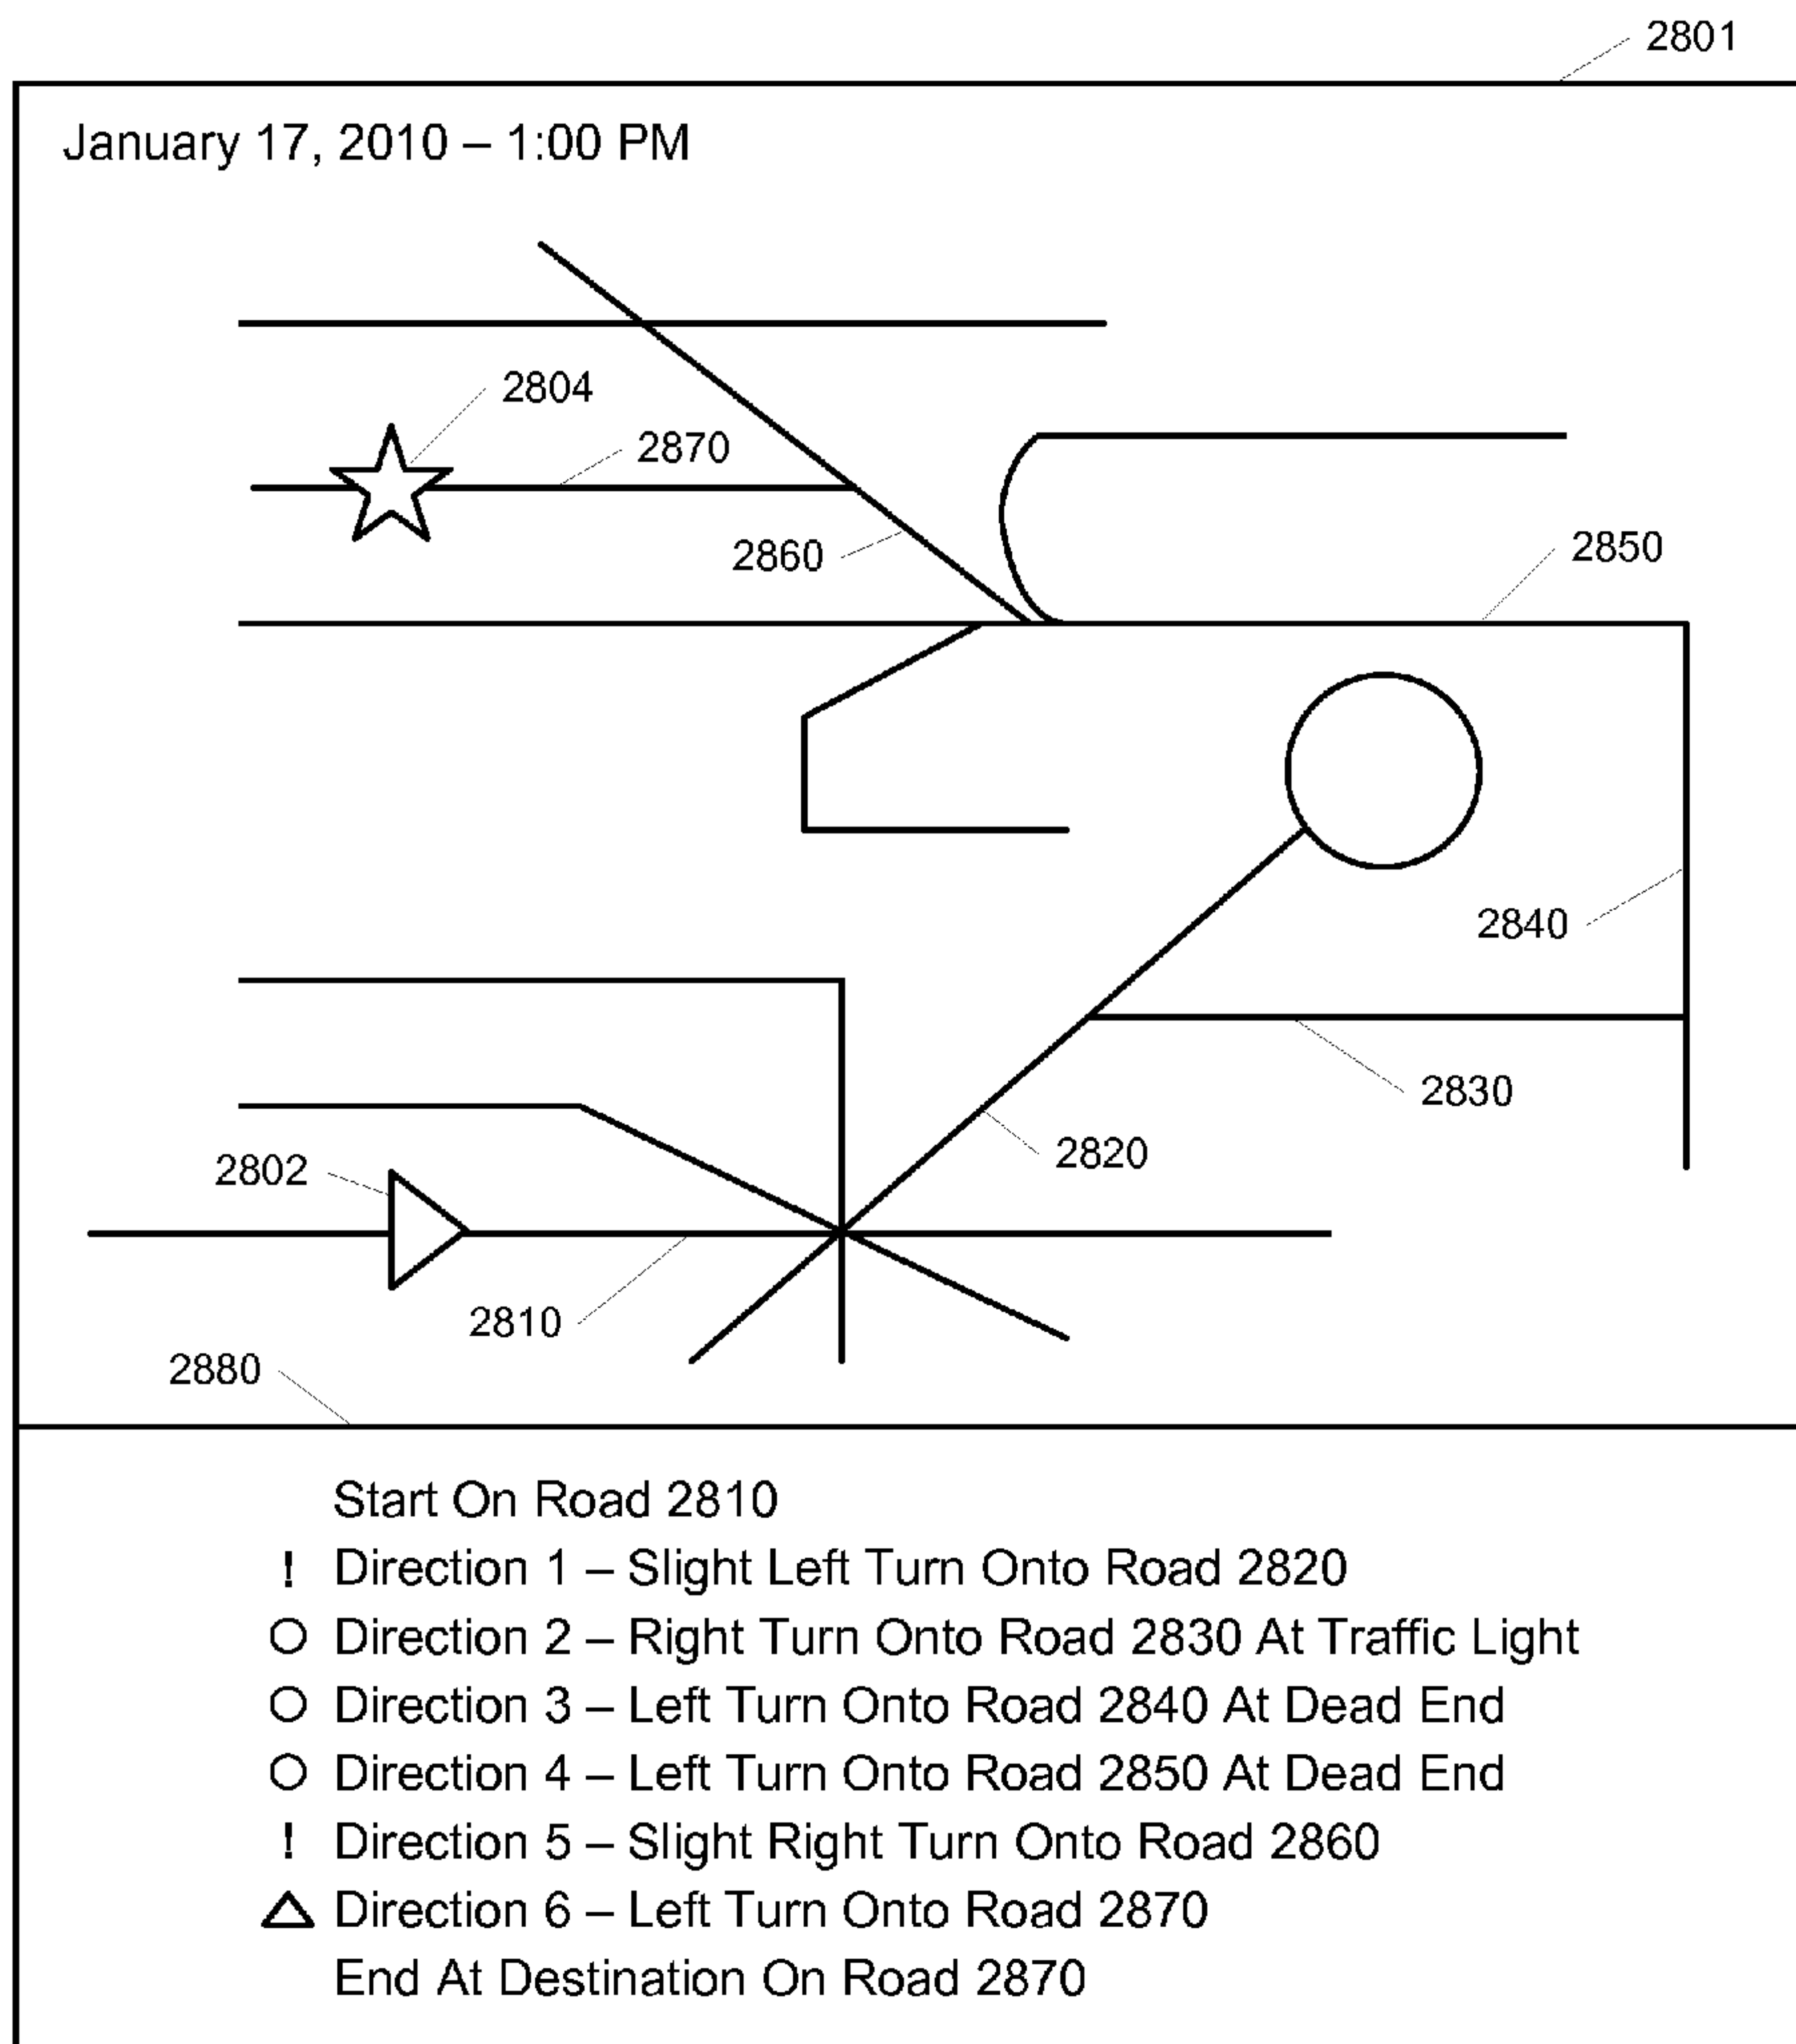 2801
January 17, 2010 – 1:00 PM
2804
2870
2860
2850
2840
2830
2820
2802
2810
2880
Start On Road 2810
! Direction 1 – Slight Left Turn Onto Road 2820
Direction 2 – Right Turn Onto Road 2830 At Traffic Light
Direction 3 – Left Turn Onto Road 2840 At Dead End
Direction 4 – Left Turn Onto Road 2850 At Dead End
! Direction 5 – Slight Right Turn Onto Road 2860
Direction 6 – Left Turn Onto Road 2870
End At Destination On Road 2870